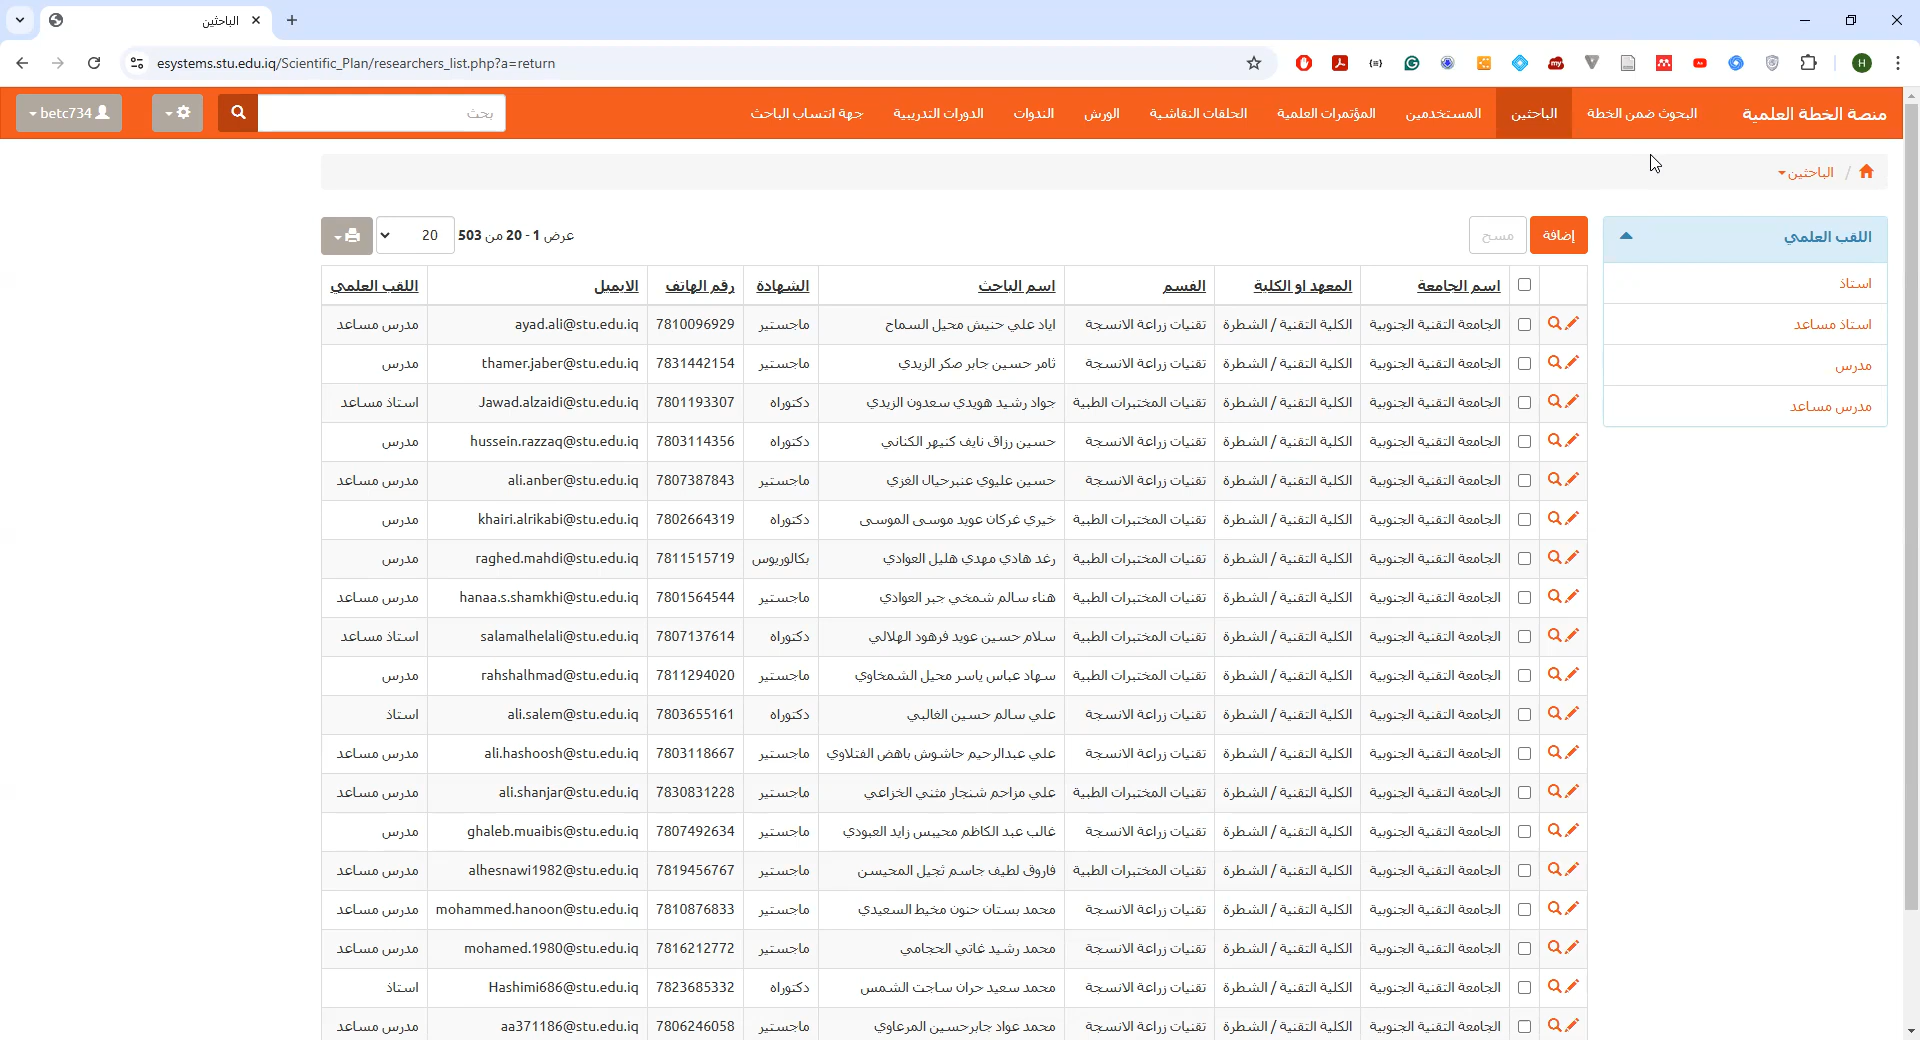 الباحثين
esystems.stu.edu.iq/Scientific_Plan/researchers_list.php?a=return
منصة الخطة العلمية البحوث ضمن الخطة الباحثين المستخدمين المؤتمرات العلمية الحلقات النقاشية الورش الندوات الدورات التدريبية جهة انتساب الباحث بحث betc734
/ الباحثين
اللقب العلمي
استاذ
استاذ مساعد
مدرس
مدرس مساعد
إضافة مسح عرض 1 - 20 من 503 20
اسم الجامعة المعهد او الكلية القسم اسم الباحث الشهادة رقم الهاتف الايميل اللقب العلمي
الجامعة التقنية الجنوبية الكلية التقنية / الشطرة تقنيات زراعة الانسجة اياد علي حنيش محيل السماح ماجستير 7810096929 ayad.ali@stu.edu.iq مدرس مساعد
الجامعة التقنية الجنوبية الكلية التقنية / الشطرة تقنيات زراعة الانسجة ثامر حسين جابر صكر الزيدي ماجستير 7831442154 thamer.jaber@stu.edu.iq مدرس
الجامعة التقنية الجنوبية الكلية التقنية / الشطرة تقنيات المختبرات الطبية جواد رشيد هويدي سعدون الزيدي دكتوراه 7801193307 Jawad.alzaidi@stu.edu.iq استاذ مساعد
الجامعة التقنية الجنوبية الكلية التقنية / الشطرة تقنيات زراعة الانسجة حسين رزاق نايف كنيهر الكناني ماجستير 7803114356 hussein.razzaq@stu.edu.iq مدرس
الجامعة التقنية الجنوبية الكلية التقنية / الشطرة تقنيات زراعة الانسجة حسين عليوي عنبرحيال الغزي ماجستير 7807387843 ali.anber@stu.edu.iq مدرس مساعد
الجامعة التقنية الجنوبية الكلية التقنية / الشطرة تقنيات المختبرات الطبية خيري غركان عويد موسى الموسى دكتوراه 7802664319 khairi.alrikabi@stu.edu.iq مدرس
الجامعة التقنية الجنوبية الكلية التقنية / الشطرة تقنيات المختبرات الطبية رغد هادي مهدي هليل العوادي بكالوريوس 7811515719 raghed.mahdi@stu.edu.iq مدرس
الجامعة التقنية الجنوبية الكلية التقنية / الشطرة تقنيات المختبرات الطبية هناء سالم شمخي جبر العوادي ماجستير 7801564544 hanaa.s.shamkhi@stu.edu.iq مدرس مساعد
الجامعة التقنية الجنوبية الكلية التقنية / الشطرة تقنيات المختبرات الطبية سلام حسين عويد فرهود الهلالي دكتوراه 7807137614 salamalhelali@stu.edu.iq استاذ مساعد
الجامعة التقنية الجنوبية الكلية التقنية / الشطرة تقنيات المختبرات الطبية سهاد عباس ياسر محيل الشمخاوي ماجستير 7811294020 rahshalhmad@stu.edu.iq مدرس
الجامعة التقنية الجنوبية الكلية التقنية / الشطرة تقنيات زراعة الانسجة علي سالم حسين الغالبي دكتوراه 7803655161 ali.salem@stu.edu.iq استاذ
الجامعة التقنية الجنوبية الكلية التقنية / الشطرة تقنيات زراعة الانسجة علي عبدالرحيم حاشوش باهض الفتلاوي ماجستير 7803118667 ali.hashoosh@stu.edu.iq مدرس مساعد
الجامعة التقنية الجنوبية الكلية التقنية / الشطرة تقنيات المختبرات الطبية علي مزاحم شنجار مثني الخزاعي ماجستير 7830831228 ali.shanjar@stu.edu.iq مدرس مساعد
الجامعة التقنية الجنوبية الكلية التقنية / الشطرة تقنيات زراعة الانسجة غالب عبد الكاظم محيبس زايد العبودي ماجستير 7807492634 ghaleb.muaibis@stu.edu.iq مدرس
الجامعة التقنية الجنوبية الكلية التقنية / الشطرة تقنيات المختبرات الطبية فاروق لطيف جاسم ثجيل المحيسن ماجستير 7819456767 alhesnawi1982@stu.edu.iq مدرس مساعد
الجامعة التقنية الجنوبية الكلية التقنية / الشطرة تقنيات زراعة الانسجة محمد بستان حنون مخيط السعيدي ماجستير 7810876833 mohammed.hanoon@stu.edu.iq مدرس مساعد
الجامعة التقنية الجنوبية الكلية التقنية / الشطرة تقنيات زراعة الانسجة محمد رشيد غاتي الحجامي ماجستير 7816212772 mohamed.1980@stu.edu.iq مدرس مساعد
الجامعة التقنية الجنوبية الكلية التقنية / الشطرة تقنيات زراعة الانسجة محمد سعيد حران ساجت الشمس دكتوراه 7823685332 Hashimi686@stu.edu.iq استاذ
الجامعة التقنية الجنوبية الكلية التقنية / الشطرة تقنيات زراعة الانسجة محمد عواد جابرحسين المرعاوي ماجستير 7806246058 aa371186@stu.edu.iq مدرس مساعد